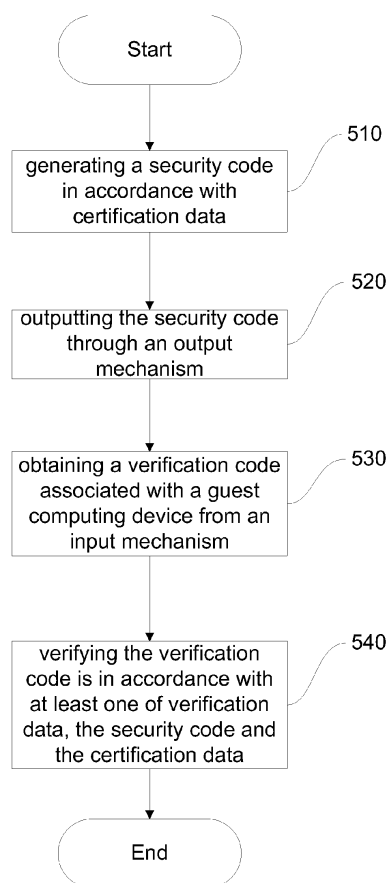 Start
510
generating a security code
in accordance with
certification data
520
outputting the security code
through an output
mechanism
530
obtaining a verification code
associated with a guest
computing device from an
input mechanism
540
verifying the verification
code is in accordance with
at least one of verification
data, the security code and
the certification data
End